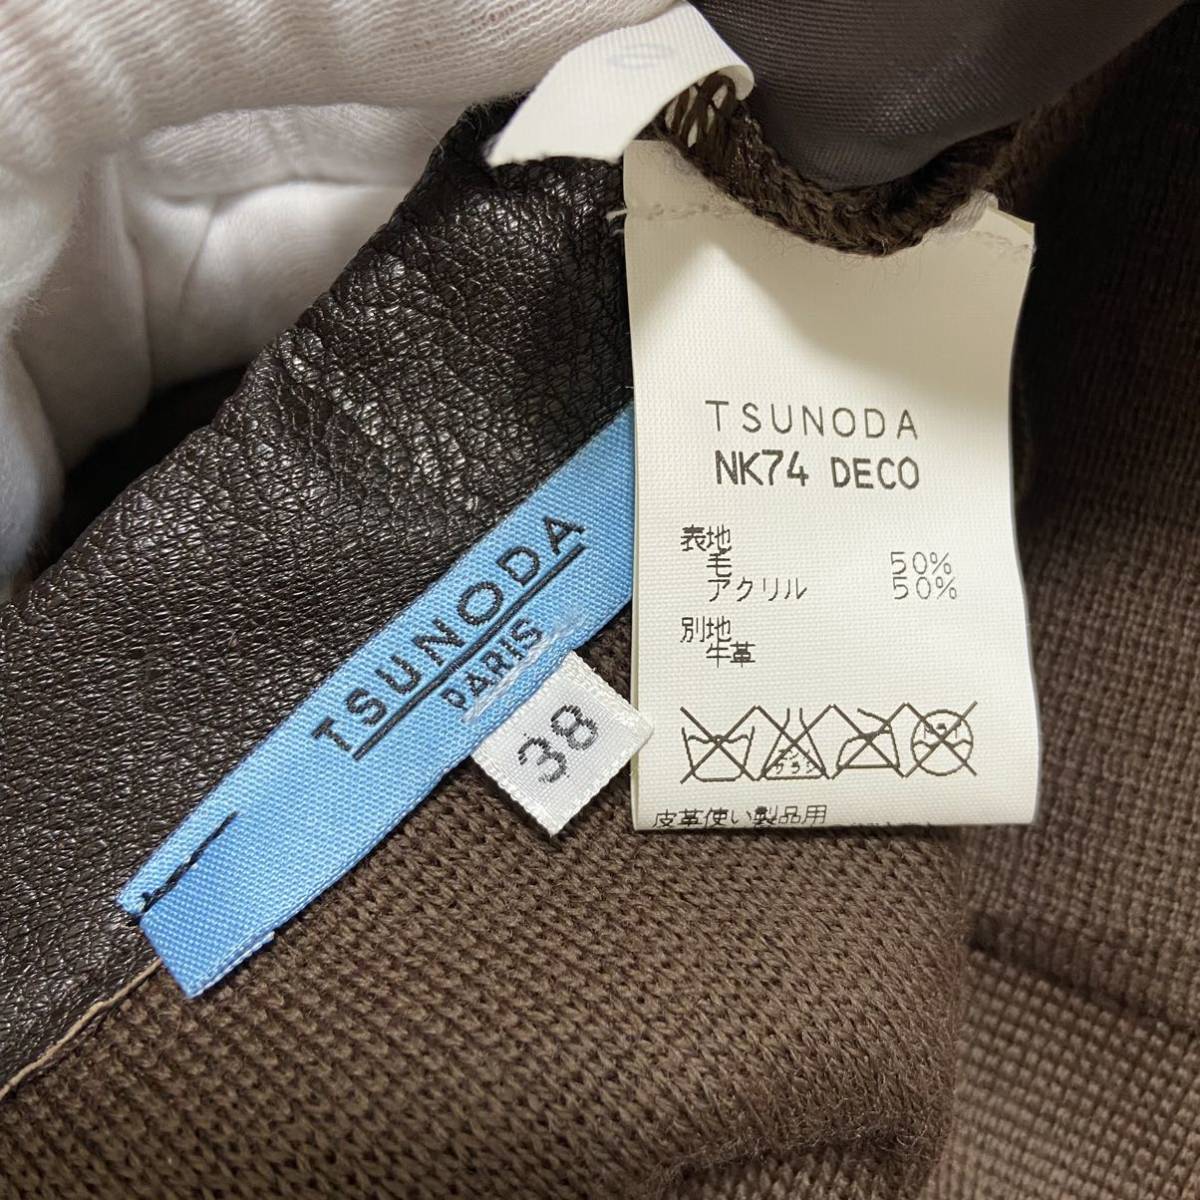 TSUNODA
PARIS
38
TSUNODA
NK74 DECO
表地
毛 50%
アクリル 50%
別地
牛革
皮革使い製品用